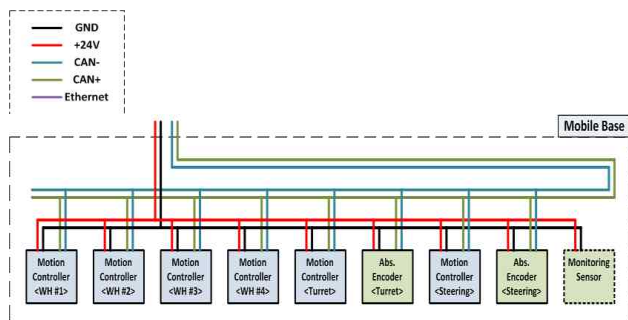 GND
+24V
CAN-
CAN+
Ethernet
Mobile Base
Motion
Controller
<WH #1>
Motion
Controller
<WH #2>
Motion
Controller
<WH #3>
Motion
Controller
<WH #4>
Motion
Controller
<Turret>
Abs.
Encoder
<Turret>
Motion
Controller
<Steering>
Abs.
Encoder
<Steering>
Monitoring
Sensor